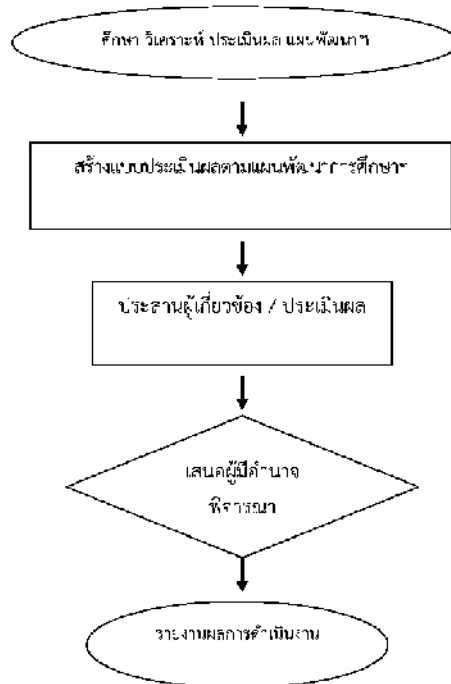 ศึกษา วิเคราะห์ ประเมินผล แผนพัฒนาฯ
สร้างแบบประเมินผลตามแผนพัฒนาการศึกษาฯ
ประสานผู้เกี่ยวข้อง / ประเมินผล
เสนอผู้มีอำนาจ
พิจารณา
รายงานผลการดำเนินงาน